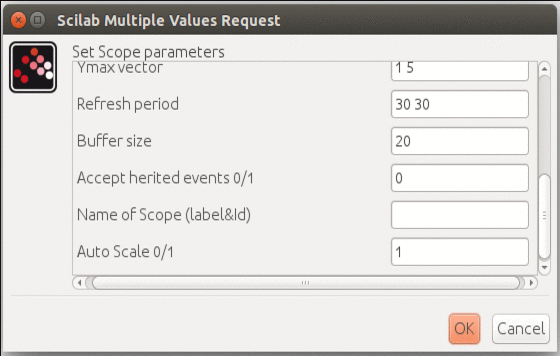 Scilab Multiple Values Request
Set Scope parameters
Ymax vector 1 5
Refresh period 30 30
Buffer size 20
Accept herited events 0/1 0
Name of Scope (label&Id)
Auto Scale 0/1 1
OK Cancel